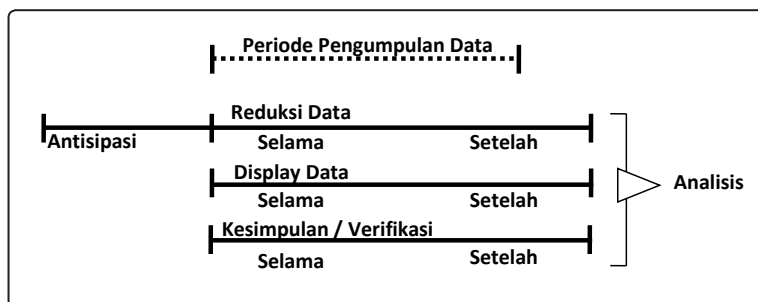 Periode Pengumpulan Data
Reduksi Data
Antisipasi
Selama Setelah
Display Data
Selama Setelah
Analisis
Kesimpulan / Verifikasi
Selama Setelah